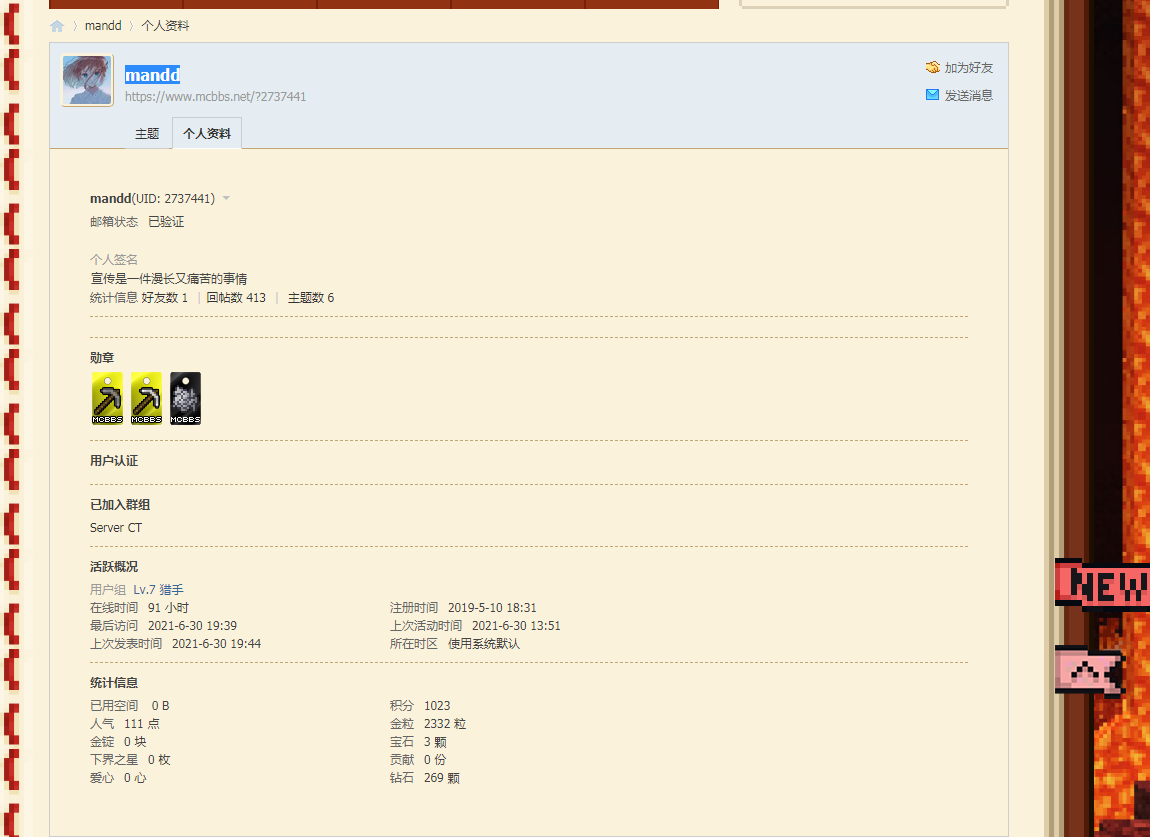 mandd 个人资料
mandd
加为好友
https://www.mcbbs.net/?2737441
发送消息
主题 个人资料
mandd(UID: 2737441)
邮箱状态 已验证
个人签名
宣传是一件漫长又痛苦的事情
统计信息 好友数 1 | 回帖数 413 | 主题数 6
勋章
MCBBS MCBBS MCBBS
用户认证
已加入群组
Server CT
活跃概况
用户组 Lv.7 猎手
在线时间 91 小时 注册时间 2019-5-10 18:31
最后访问 2021-6-30 19:39 上次活动时间 2021-6-30 13:51
上次发表时间 2021-6-30 19:44 所在时区 使用系统默认
统计信息
已用空间 0 B 积分 1023
人气 111 点 金粒 2332 粒
金锭 0 块 宝石 3 颗
下界之星 0 枚 贡献 0 份
爱心 0 心 钻石 269 颗
NEW